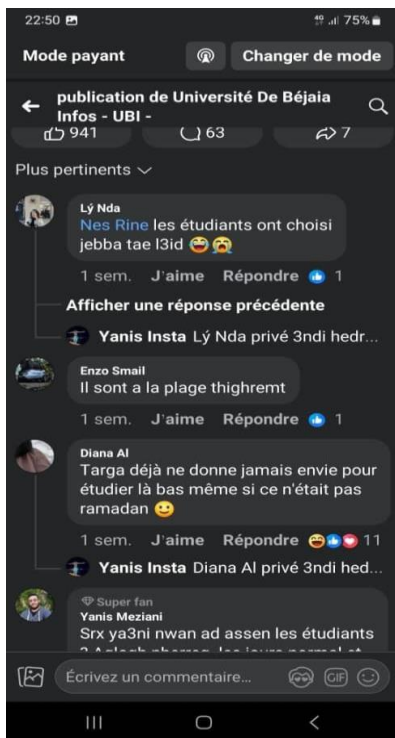 22:50 4G 75%
Mode payant Changer de mode
publication de Université De Béjaia
Infos - UBI -
941 63 7
Plus pertinents
Lý Nda
Nes Rine les étudiants ont choisi
jebba tae l3id 😂😭
1 sem. J'aime Répondre 1
Afficher une réponse précédente
Yanis Insta Lý Nda privé 3ndi hedr...
Enzo Smail
Il sont a la plage thighremt
1 sem. J'aime Répondre 1
Diana Al
Targa déjà ne donne jamais envie pour
étudier là bas même si ce n'était pas
ramadan 😀
1 sem. J'aime Répondre 11
Yanis Insta Diana Al privé 3ndi hed...
Super fan
Yanis Meziani
Srx ya3ni nwan ad assen les étudiants
Écrivez un commentaire... GIF